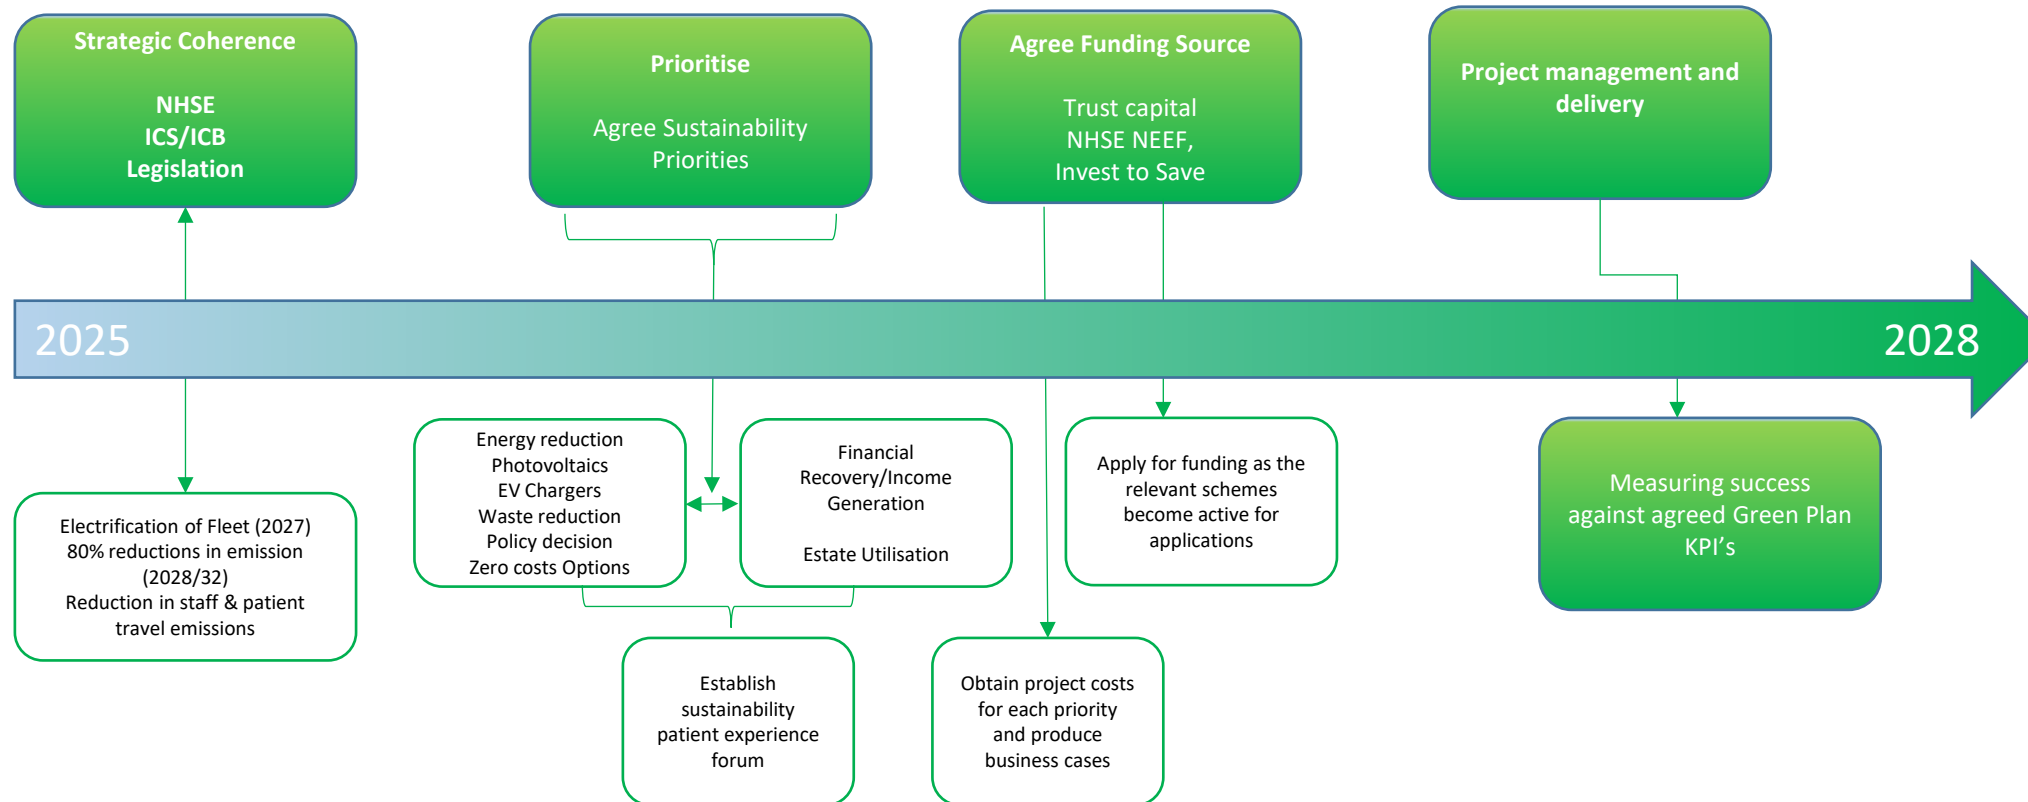 Strategic Coherence
NHSE
ICS/ICB
Legislation
Prioritise
Agree Sustainability
Priorities
Agree Funding Source
Trust capital
NHSE NEEF,
Invest to Save
Project management and
delivery
2025
2028
Electrification of Fleet (2027)
80% reductions in emission
(2028/32)
Reduction in staff & patient
travel emissions
Energy reduction
Photovoltaics
EV Chargers
Waste reduction
Policy decision
Zero costs Options
Financial
Recovery/Income
Generation
Estate Utilisation
Establish
sustainability
patient experience
forum
Obtain project costs
for each priority
and produce
business cases
Apply for funding as the
relevant schemes
become active for
applications
Measuring success
against agreed Green Plan
KPI’s